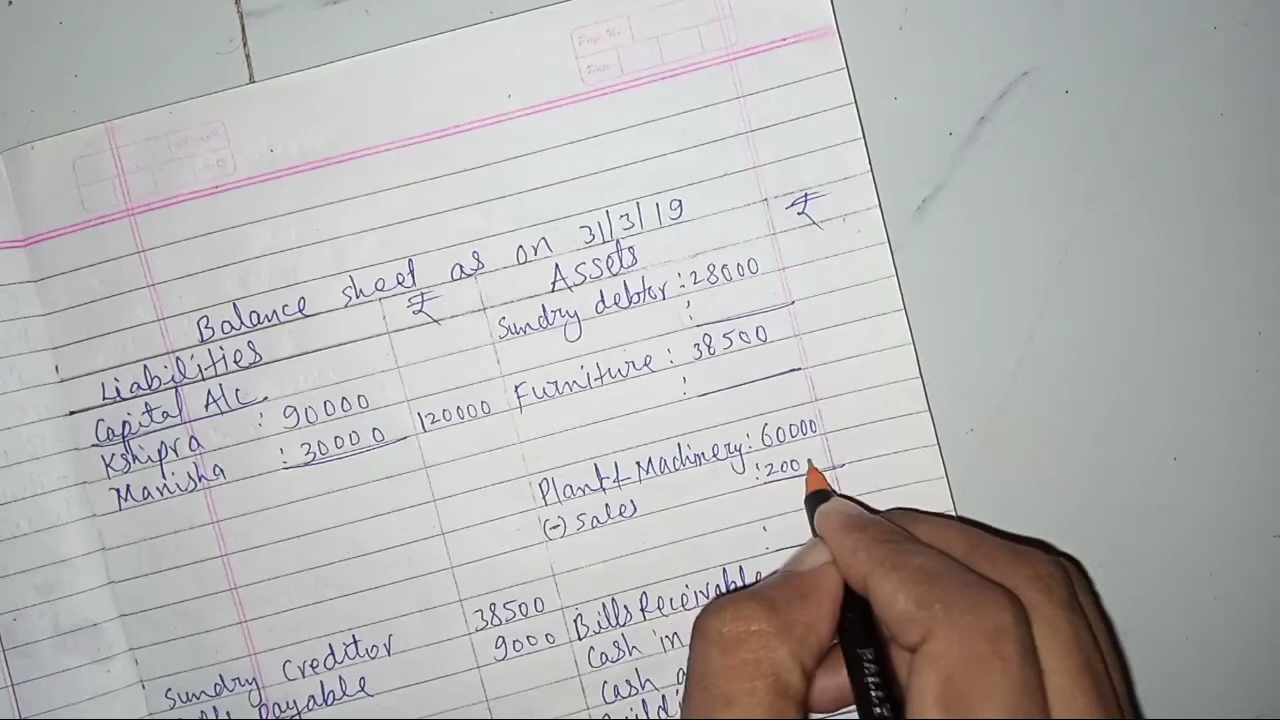 Balance sheet as on 31/3/19
Liabilities ₹ Assets ₹
Capital A/C Sundry debtor : 28000
Kshipra : 90000 :
Manisha : 30000 120000 Furniture : 38500
:
Plant & Machinery : 60000
(-) Sales : 200
:
Sundry Creditor 38500 Bills Receivable
payable 9000 Cash in
Cash